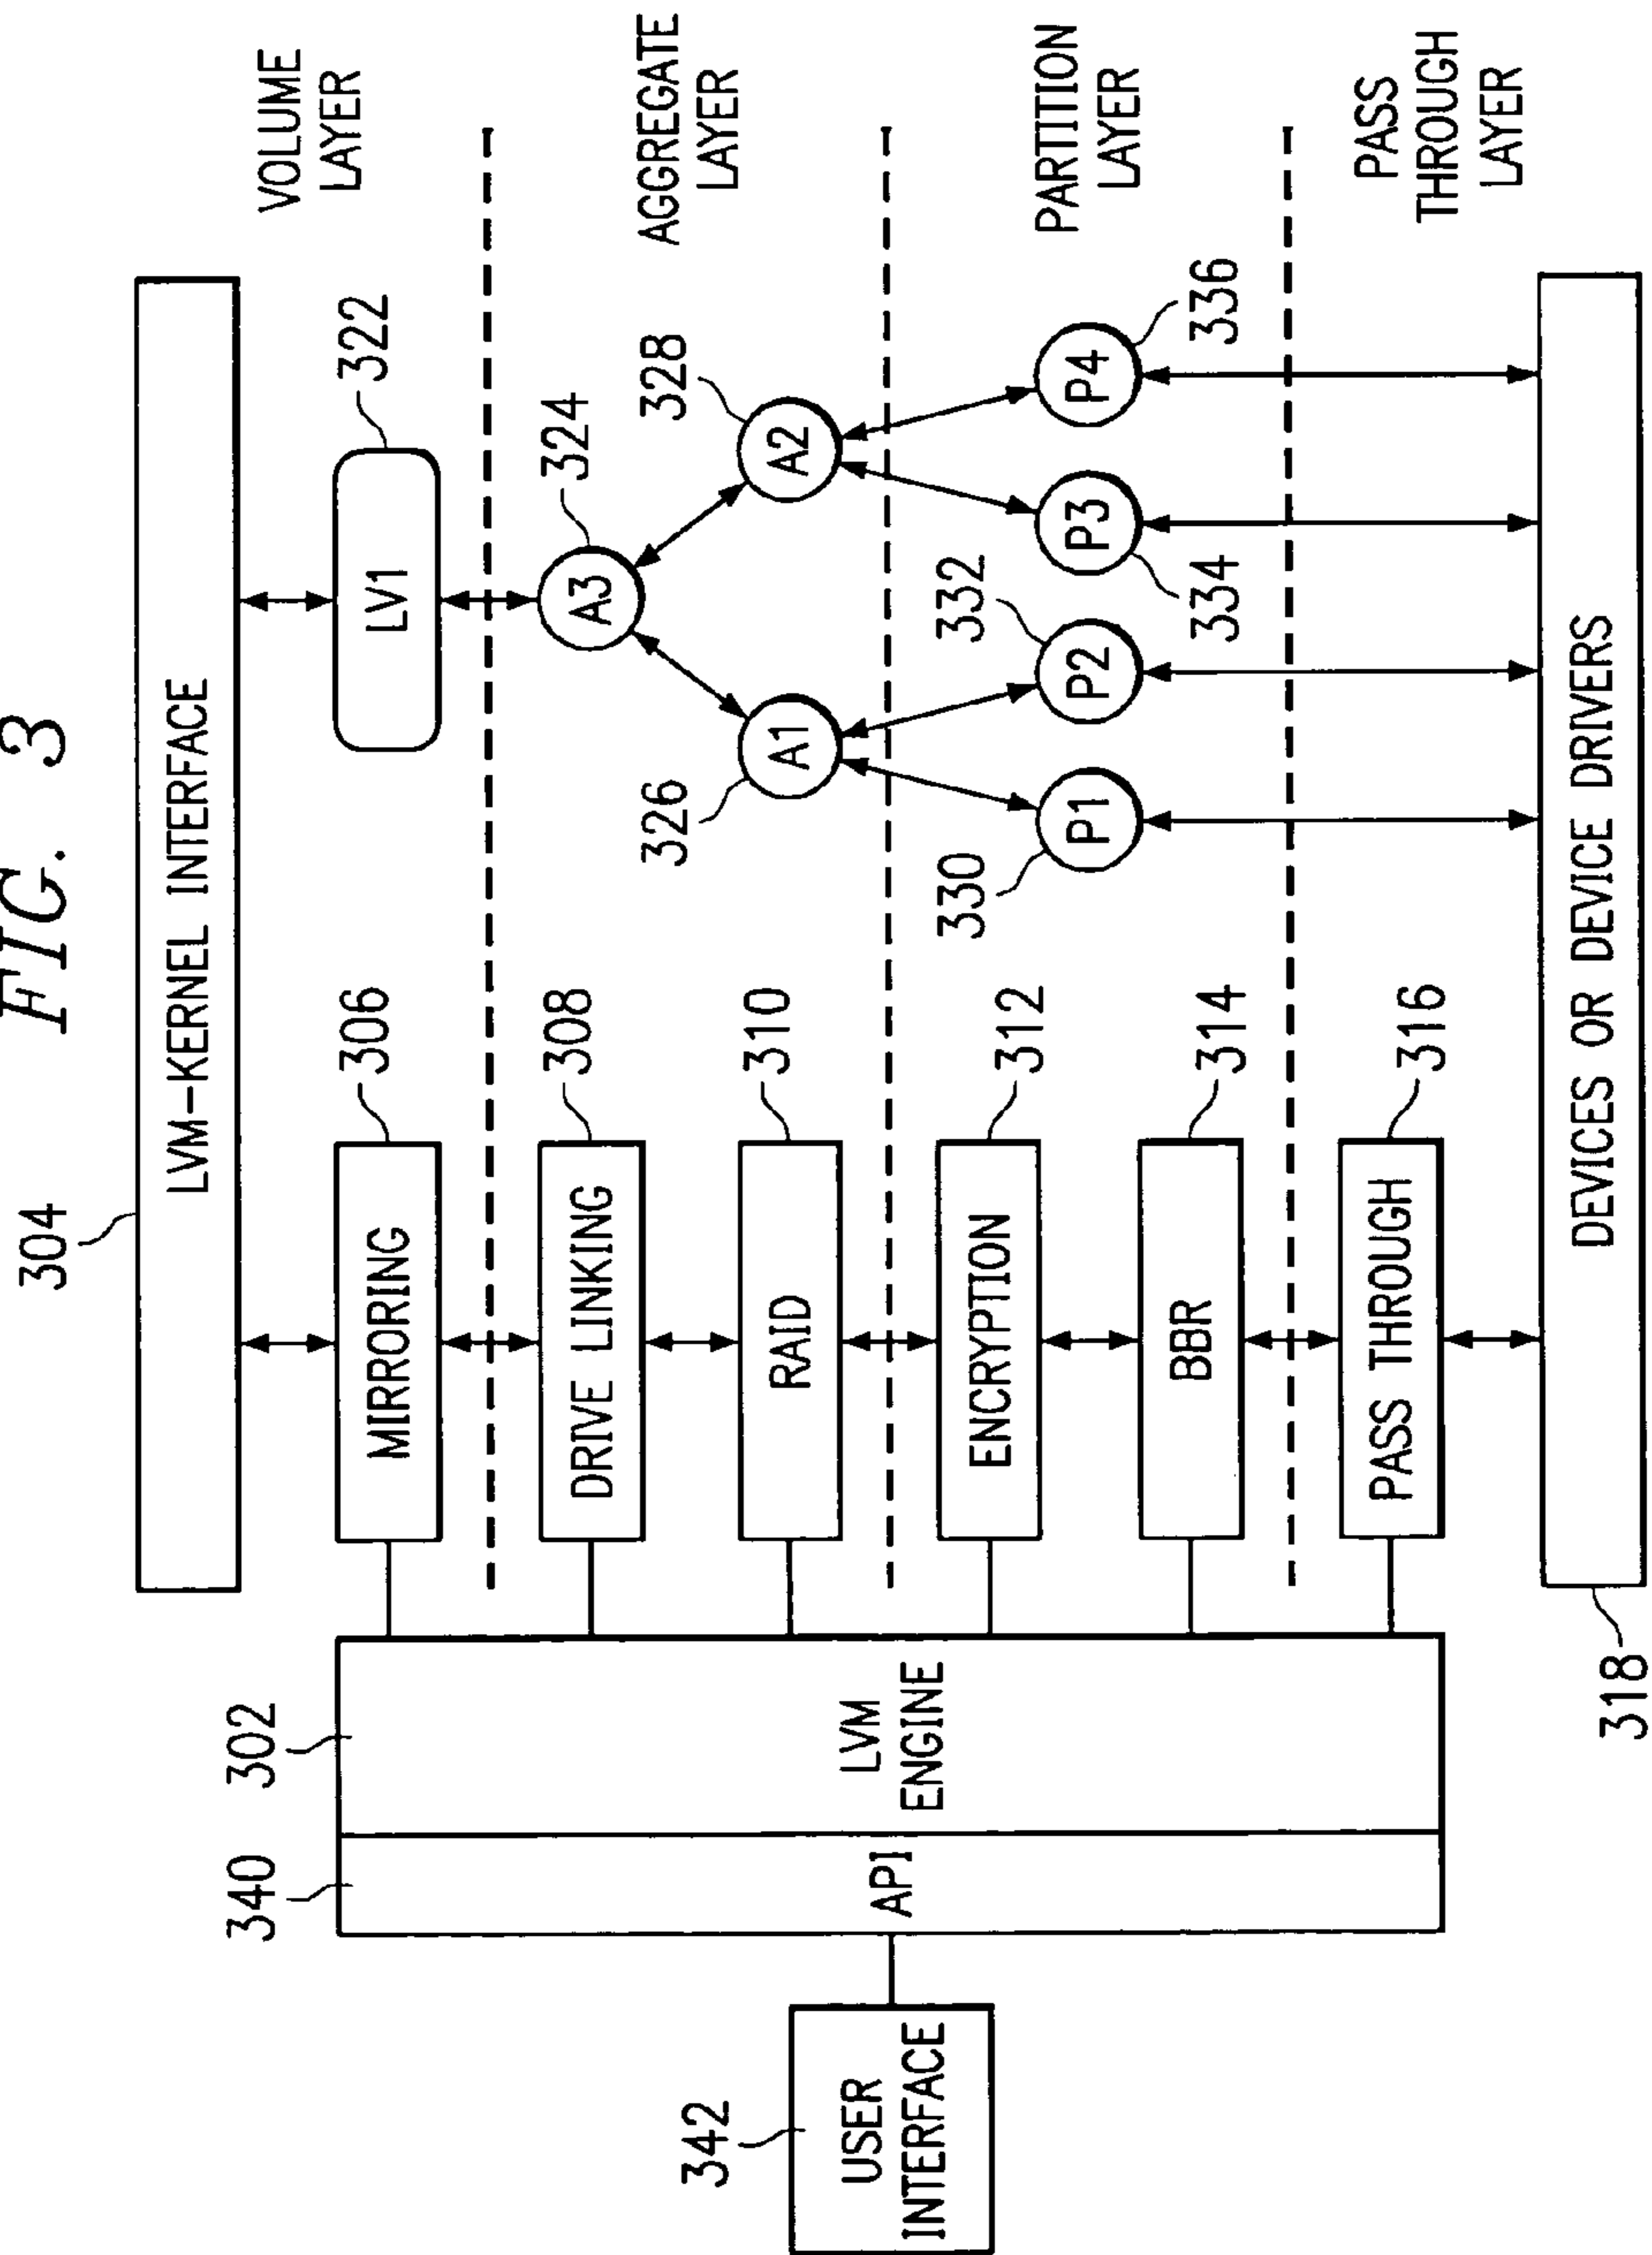 FIG. 3
304
LVM-KERNEL INTERFACE
VOLUME
LAYER
302
340
306
MIRRORING
322
LV1
AGGREGATE
LAYER
308
DRIVE LINKING
324
A3
310
RAID
326
A1
328
A2
342
USER
INTERFACE
API
LVM
ENGINE
PARTITION
LAYER
312
ENCRYPTION
330
P1
332
P2
P3
334
P4
336
314
BBR
PASS
THROUGH
LAYER
316
PASS THROUGH
DEVICES OR DEVICE DRIVERS
318